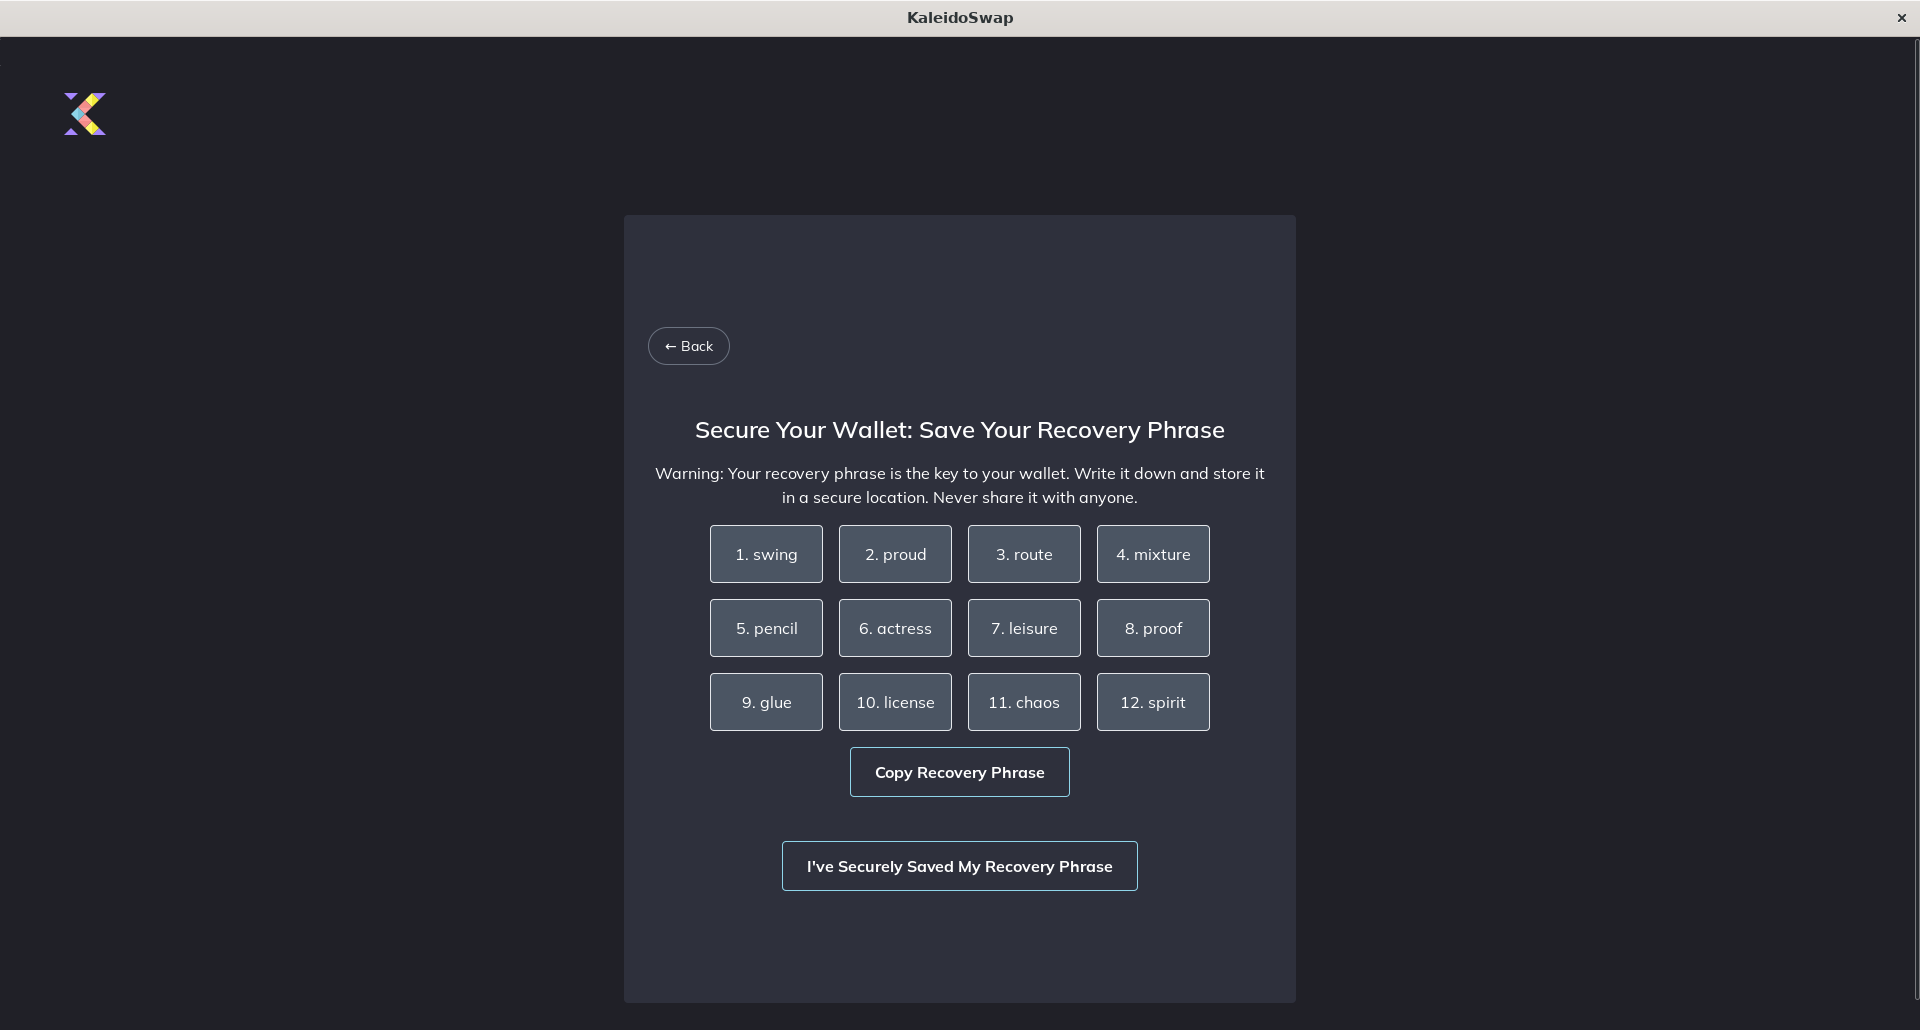 KaleidoSwap
← Back
Secure Your Wallet: Save Your Recovery Phrase
Warning: Your recovery phrase is the key to your wallet. Write it down and store it
in a secure location. Never share it with anyone.
1. swing 2. proud 3. route 4. mixture
5. pencil 6. actress 7. leisure 8. proof
9. glue 10. license 11. chaos 12. spirit
Copy Recovery Phrase
I've Securely Saved My Recovery Phrase